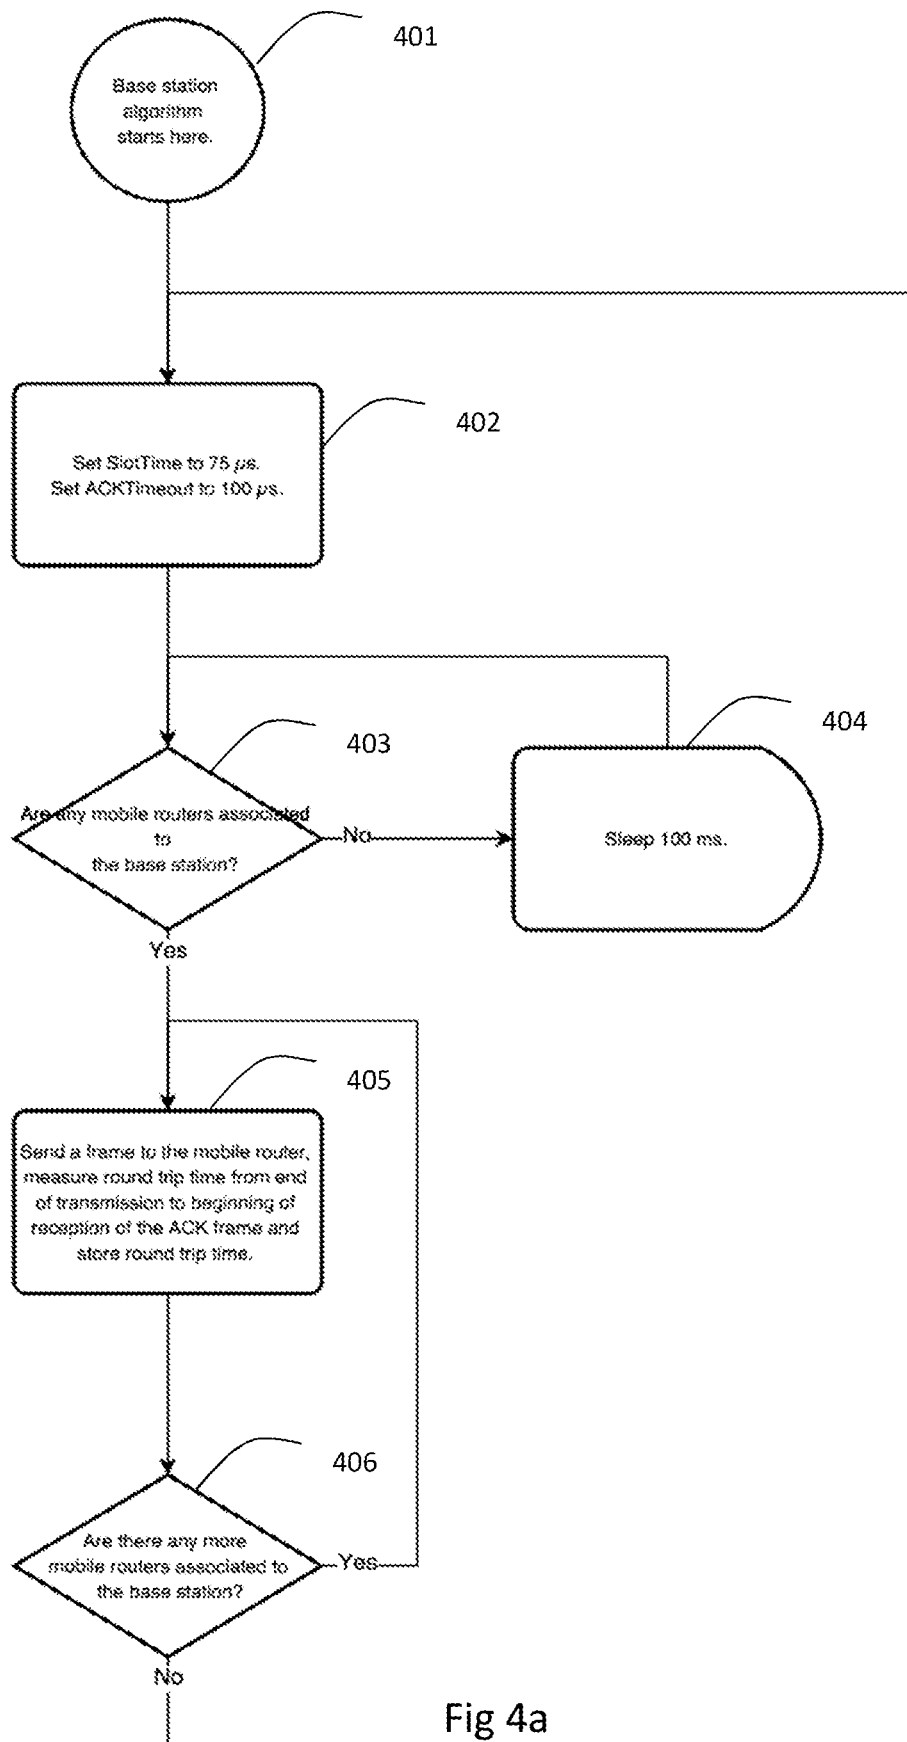 401
Base station
algorithm
starts here.
402
Set SlotTime to 75 µs.
Set ACKTimeout to 100 µs.
403
Are any mobile routers associated
to
the base station?
No
404
Sleep 100 ms.
Yes
405
Send a frame to the mobile router,
measure round trip time from end
of transmission to beginning of
reception of the ACK frame and
store round trip time.
406
Are there any more
mobile routers associated to
the base station?
Yes
No
Fig 4a